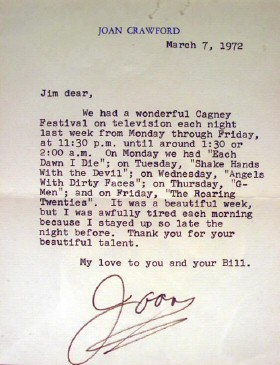 JOAN CRAWFORD
March 7, 1972
Jim dear,
We had a wonderful Cagney
Festival on television each night
last week from Monday through Friday,
at 11:30 p.m. until around 1:30 or
2:00 a.m.  On Monday we had "Each
Dawn I Die"; on Tuesday, "Shake Hands
With the Devil"; on Wednesday, "Angels
With Dirty Faces"; on Thursday, "G-
Men"; and on Friday, "The Roaring
Twenties".  It was a beautiful week,
but I was awfully tired each morning
because I stayed up so late the
night before.  Thank you for your
beautiful talent.
My love to you and your Bill.
Joan